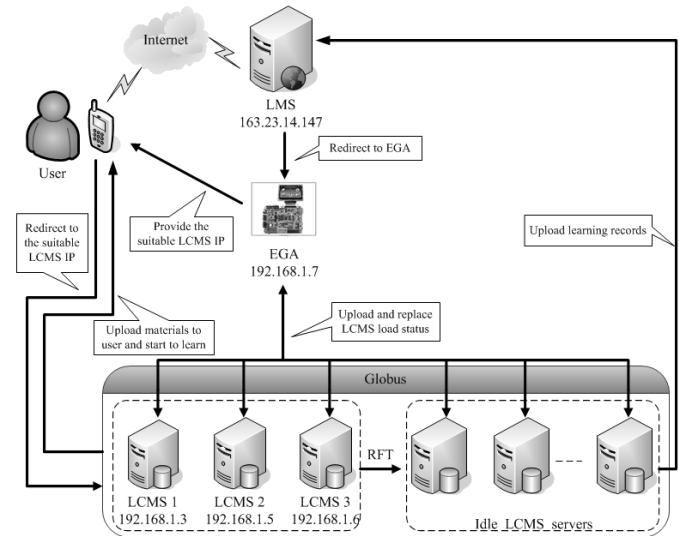 Internet
LMS
163.23.14.147
Redirect to EGA
User
Provide the
suitable LCMS IP
EGA
192.168.1.7
Redirect to
the suitable
LCMS IP
Upload learning records
Upload materials to
user and start to learn
Upload and replace
LCMS load status
Globus
RFT
LCMS 1
192.168.1.3
LCMS 2
192.168.1.5
LCMS 3
192.168.1.6
Idle LCMS servers